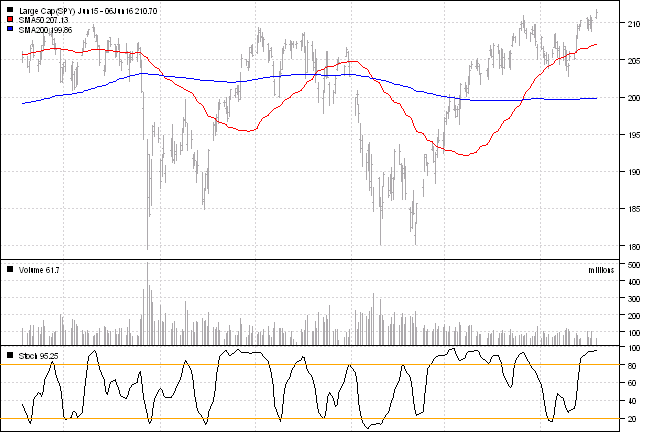 Large Cap(SPY) Jun15 - 06Jun16 210.70
SMA50 207.13
SMA200 199.86
210
205
200
195
190
185
180
Volume 61.7
millions
500
400
300
200
100
Stoch 95.25
100
80
60
40
20